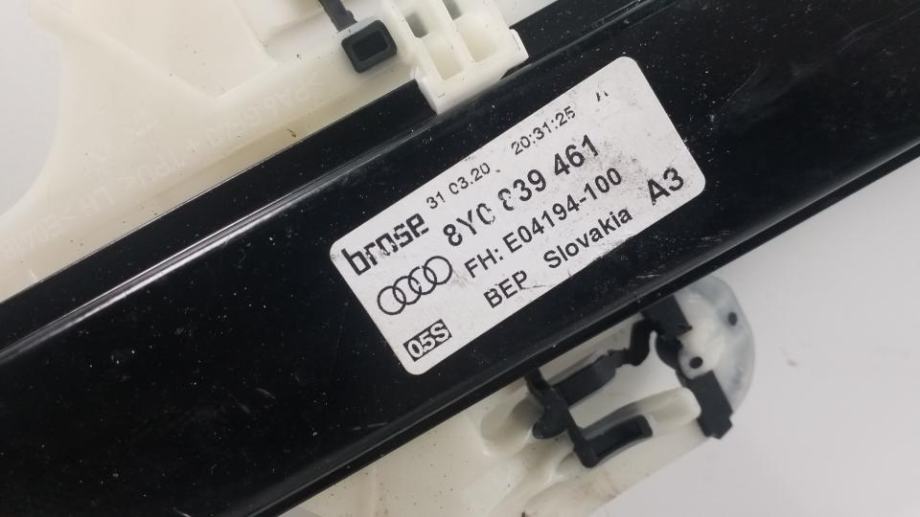 brose 31 03.20 20:31:25 A
8Y0 839 461
FH: E04194-100
BEP Slovakia A3
05S